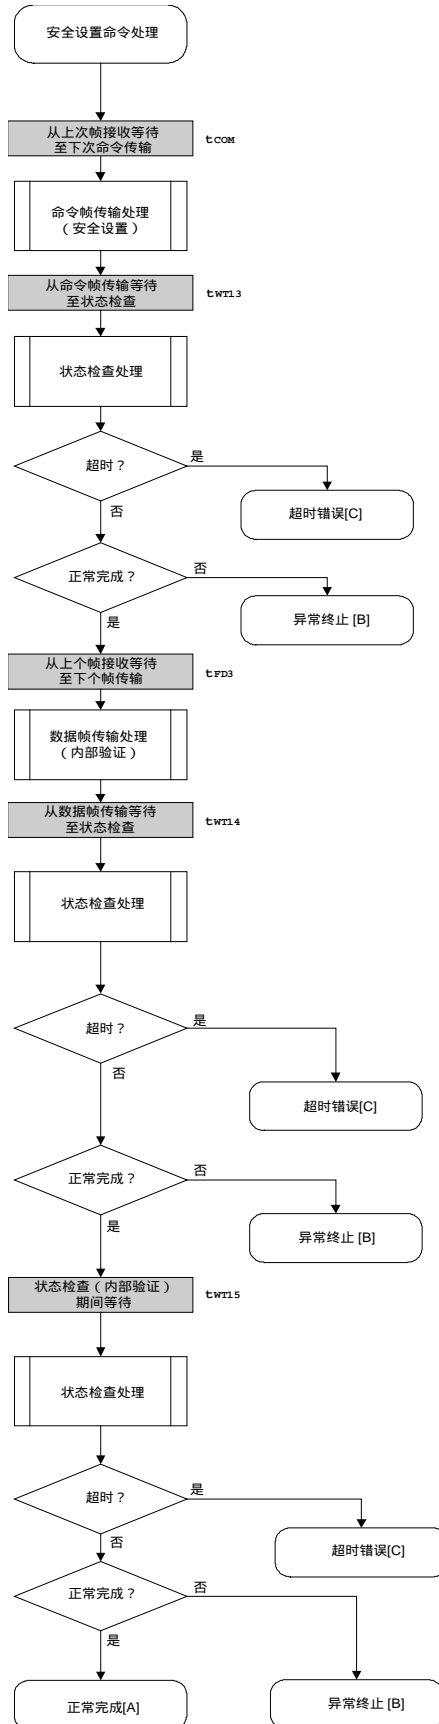 安全设置命令处理
从上次帧接收等待
至下次命令传输
tCOM
命令帧传输处理
（安全设置）
从命令帧传输等待
至状态检查
tWT13
状态检查处理
超时？
是
超时错误[C]
否
正常完成？
否
异常终止 [B]
是
从上个帧接收等待
至下个帧传输
tFD3
数据帧传输处理
（内部验证）
从数据帧传输等待
至状态检查
tWT14
状态检查处理
超时？
是
超时错误[C]
否
正常完成？
否
异常终止 [B]
是
状态检查（内部验证）
期间等待
tWT15
状态检查处理
超时？
是
超时错误[C]
否
正常完成？
否
是
正常完成[A]
异常终止 [B]